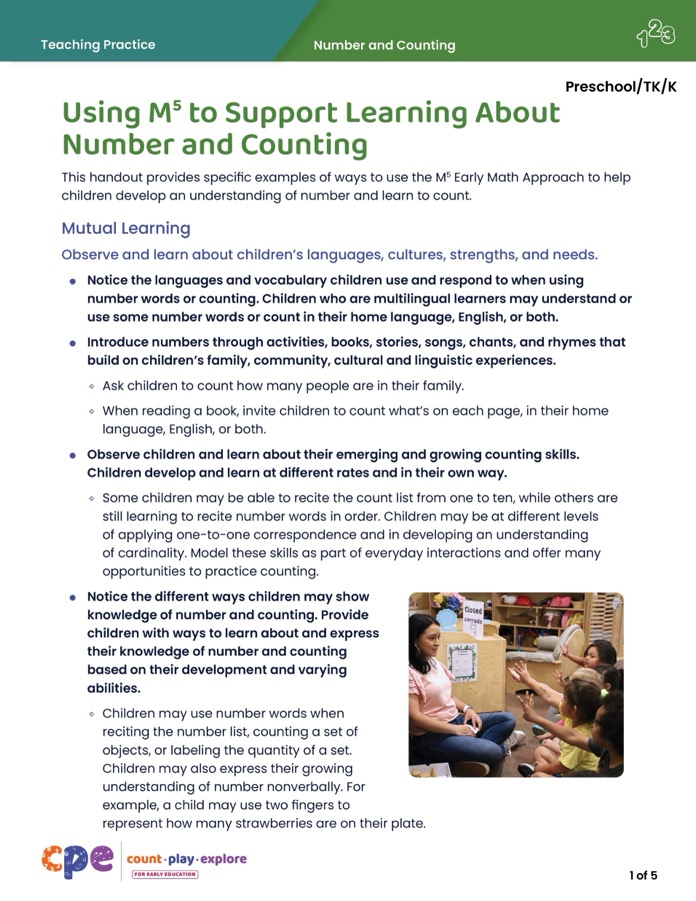 Teaching Practice
Number and Counting
123
Preschool/TK/K
Using M⁵ to Support Learning About
Number and Counting
This handout provides specific examples of ways to use the M⁵ Early Math Approach to help
children develop an understanding of number and learn to count.
Mutual Learning
Observe and learn about children’s languages, cultures, strengths, and needs.
● Notice the languages and vocabulary children use and respond to when using
number words or counting. Children who are multilingual learners may understand or
use some number words or count in their home language, English, or both.
● Introduce numbers through activities, books, stories, songs, chants, and rhymes that
build on children’s family, community, cultural and linguistic experiences.
◦ Ask children to count how many people are in their family.
◦ When reading a book, invite children to count what’s on each page, in their home
language, English, or both.
● Observe children and learn about their emerging and growing counting skills.
Children develop and learn at different rates and in their own way.
◦ Some children may be able to recite the count list from one to ten, while others are
still learning to recite number words in order. Children may be at different levels
of applying one-to-one correspondence and in developing an understanding
of cardinality. Model these skills as part of everyday interactions and offer many
opportunities to practice counting.
● Notice the different ways children may show
knowledge of number and counting. Provide
children with ways to learn about and express
their knowledge of number and counting
based on their development and varying
abilities.
◦ Children may use number words when
reciting the number list, counting a set of
objects, or labeling the quantity of a set.
Children may also express their growing
understanding of number nonverbally. For
example, a child may use two fingers to
represent how many strawberries are on their plate.
Closed
cerrado
cpe
count·play·explore
FOR EARLY EDUCATION
1 of 5